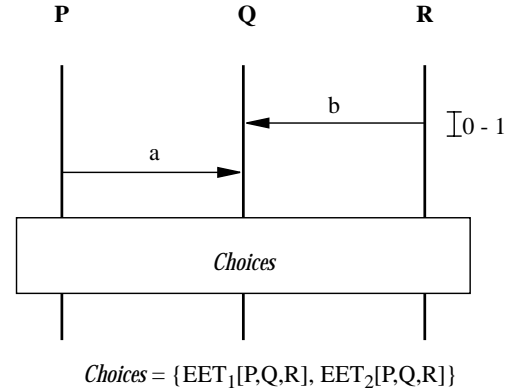 P Q R
b
0 - 1
a
Choices
Choices = {EET₁[P,Q,R], EET₂[P,Q,R]}